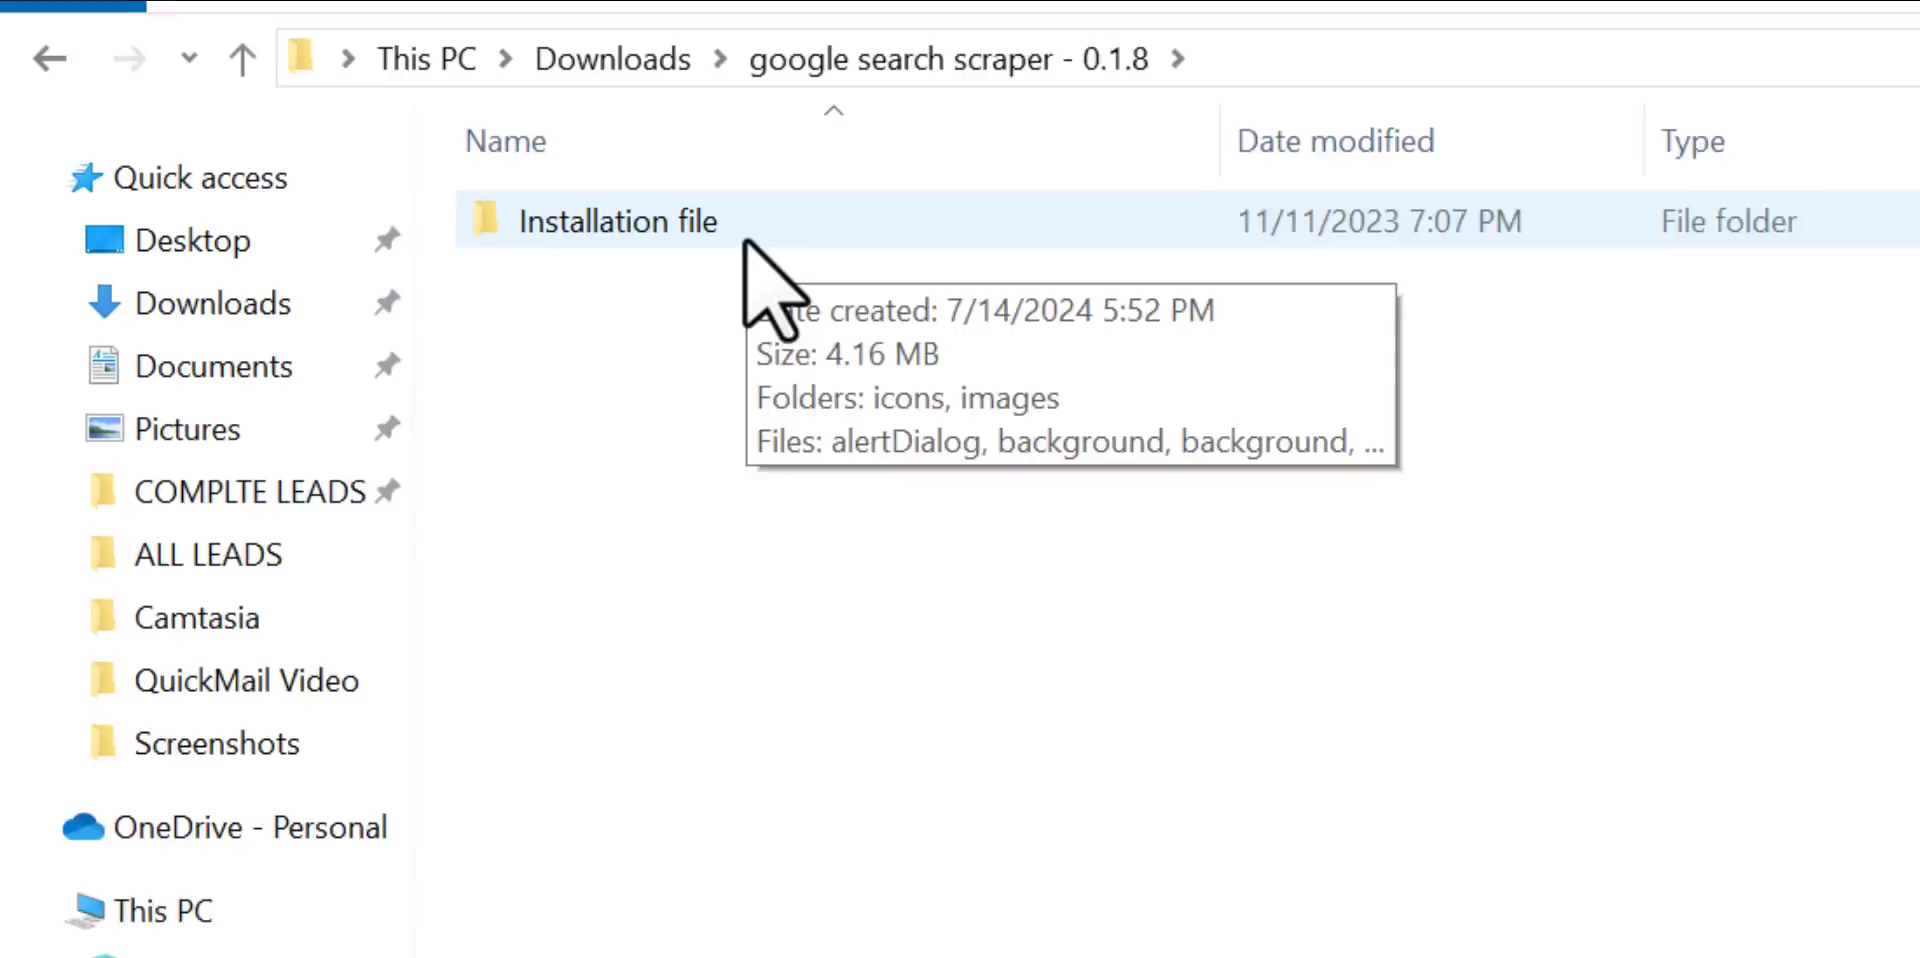 This PC > Downloads > google search scraper - 0.1.8 >
Name Date modified Type
Quick access
Installation file 11/11/2023 7:07 PM File folder
Desktop
Downloads
te created: 7/14/2024 5:52 PM
Size: 4.16 MB
Documents
Folders: icons, images
Pictures
Files: alertDialog, background, background, ...
COMPLTE LEADS
ALL LEADS
Camtasia
QuickMail Video
Screenshots
OneDrive - Personal
This PC